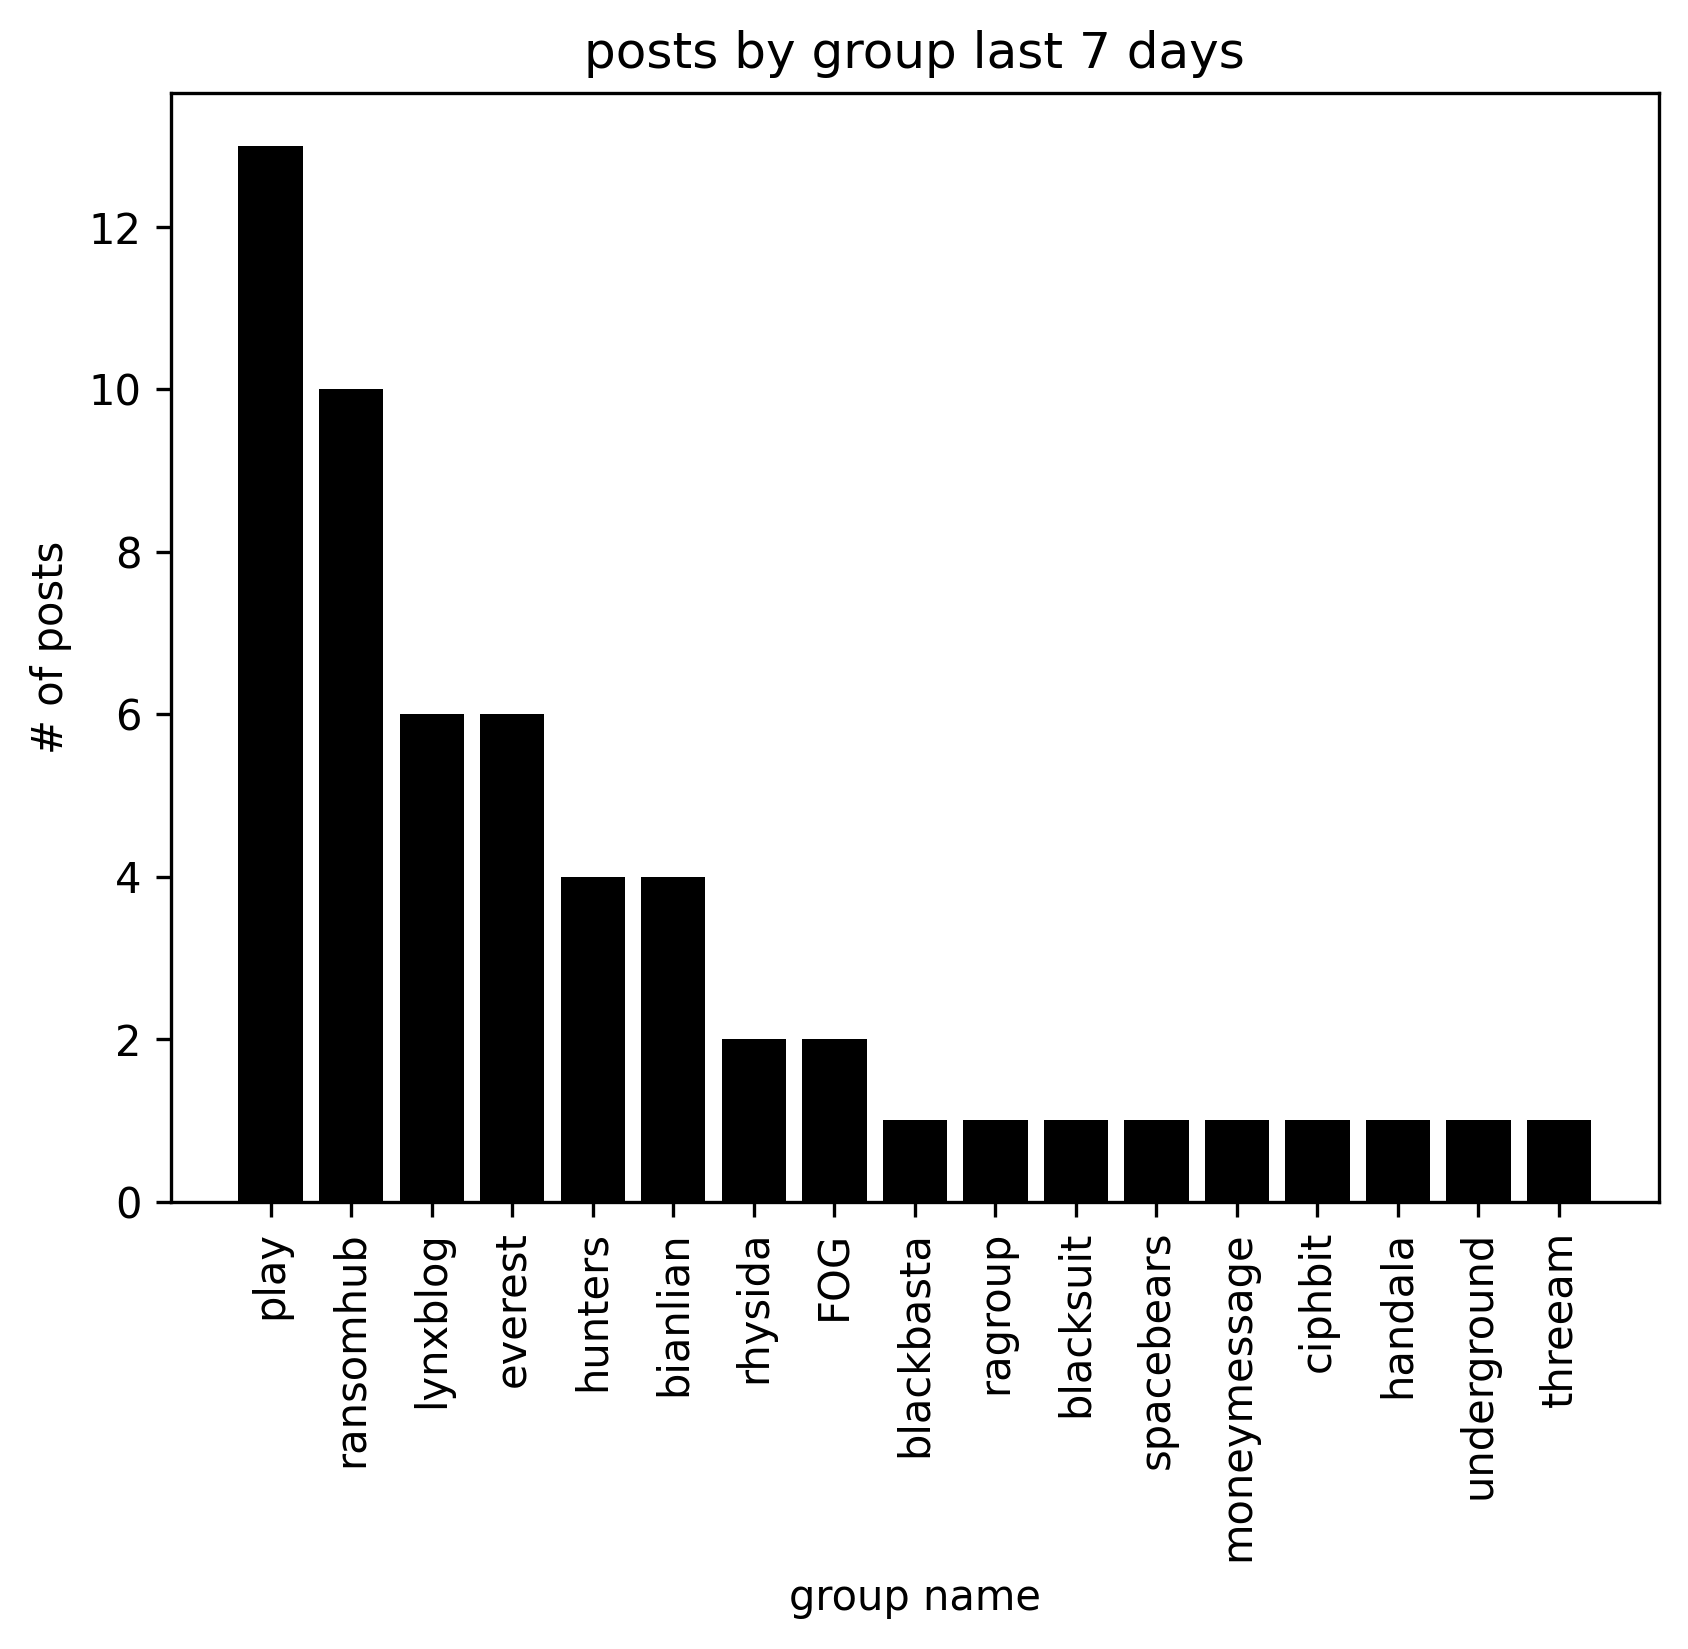 posts by group last 7 days
# of posts
12
10
8
6
4
2
0
play
ransomhub
lynxblog
everest
hunters
bianlian
rhysida
FOG
blackbasta
ragroup
blacksuit
spacebears
moneymessage
ciphbit
handala
underground
threeam
group name